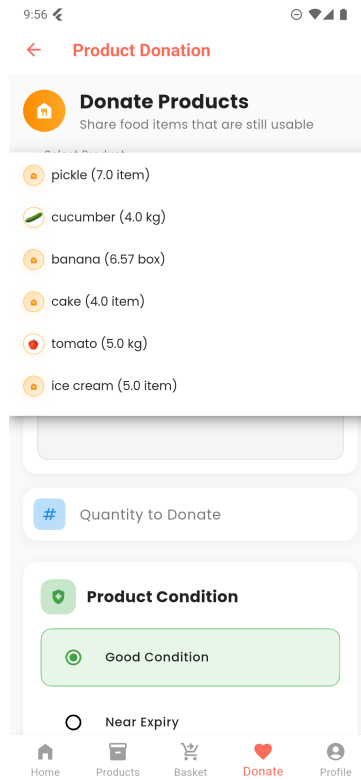 9:56
Product Donation
Donate Products
Share food items that are still usable
Select Product
pickle (7.0 item)
cucumber (4.0 kg)
banana (6.57 box)
cake (4.0 item)
tomato (5.0 kg)
ice cream (5.0 item)
# Quantity to Donate
Product Condition
Good Condition
Near Expiry
Home Products Basket Donate Profile